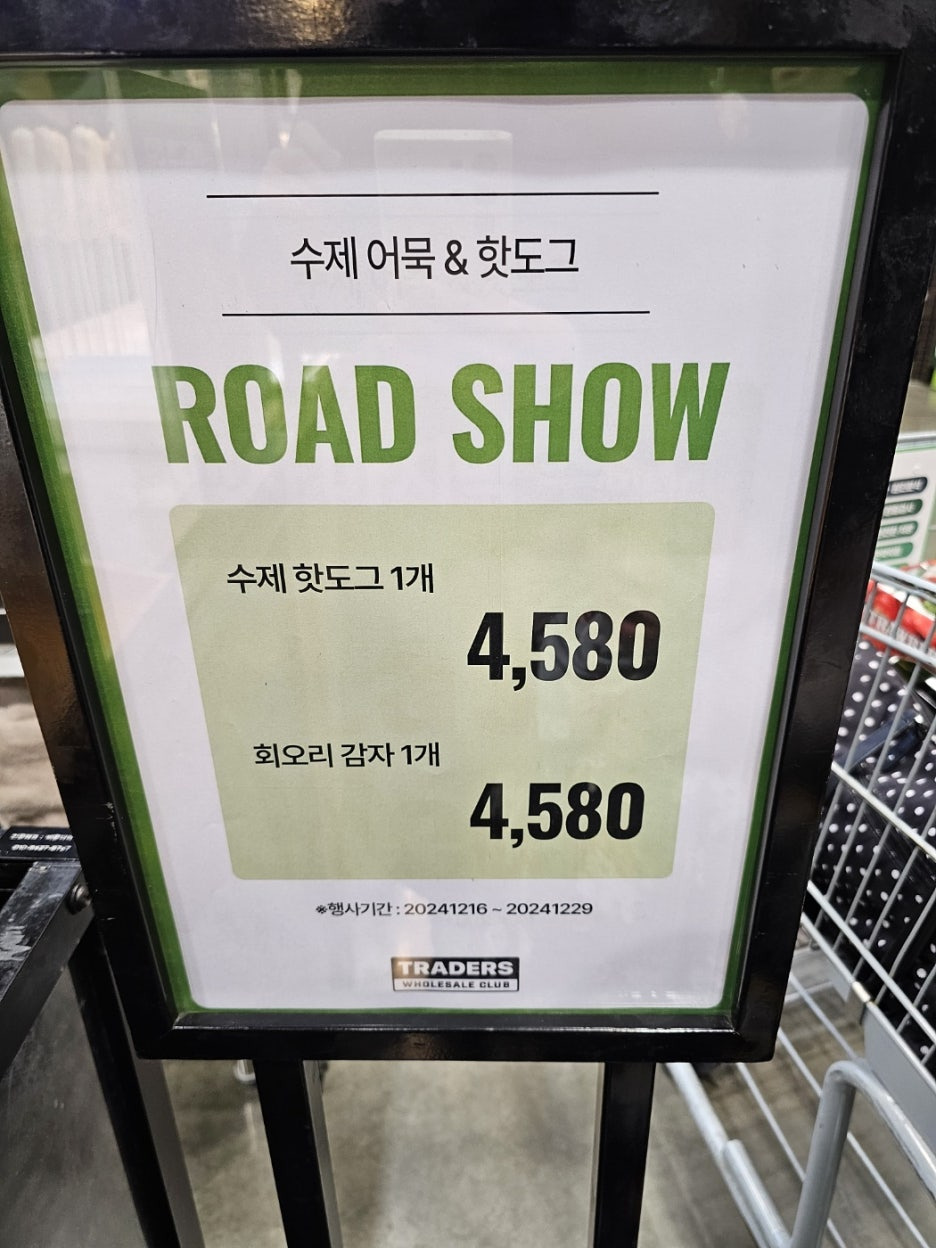 수제 어묵 & 핫도그
ROAD SHOW
수제 핫도그 1개
4,580
회오리 감자 1개
4,580
※행사기간 : 20241216 ~ 20241229
TRADERS
WHOLESALE CLUB